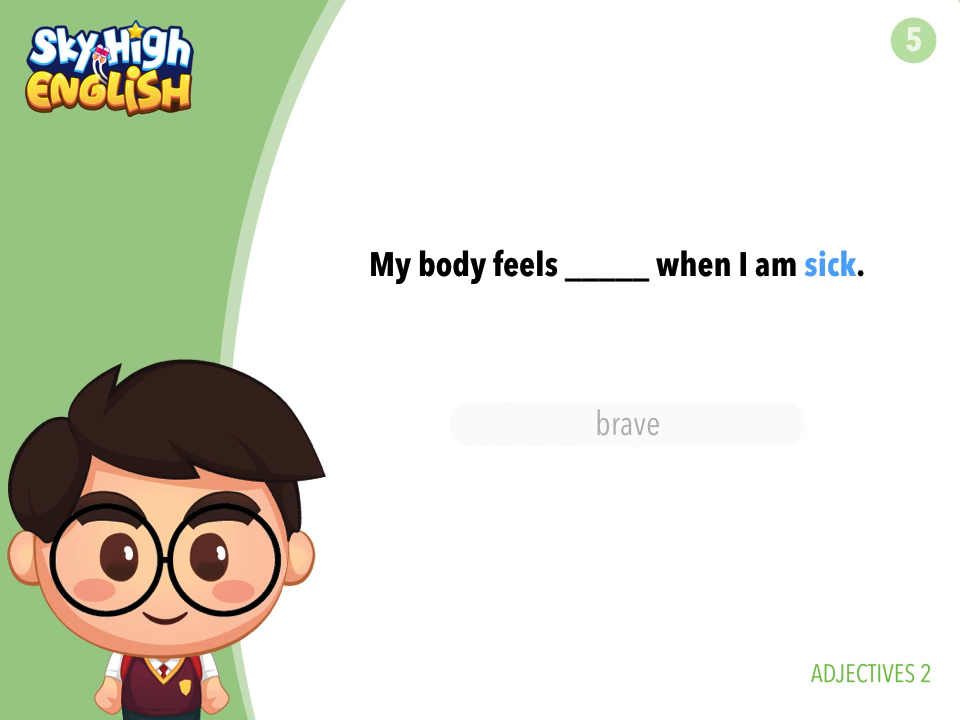 Sky High
ENGLISH
5
My body feels _____ when I am sick.
brave
ADJECTIVES 2